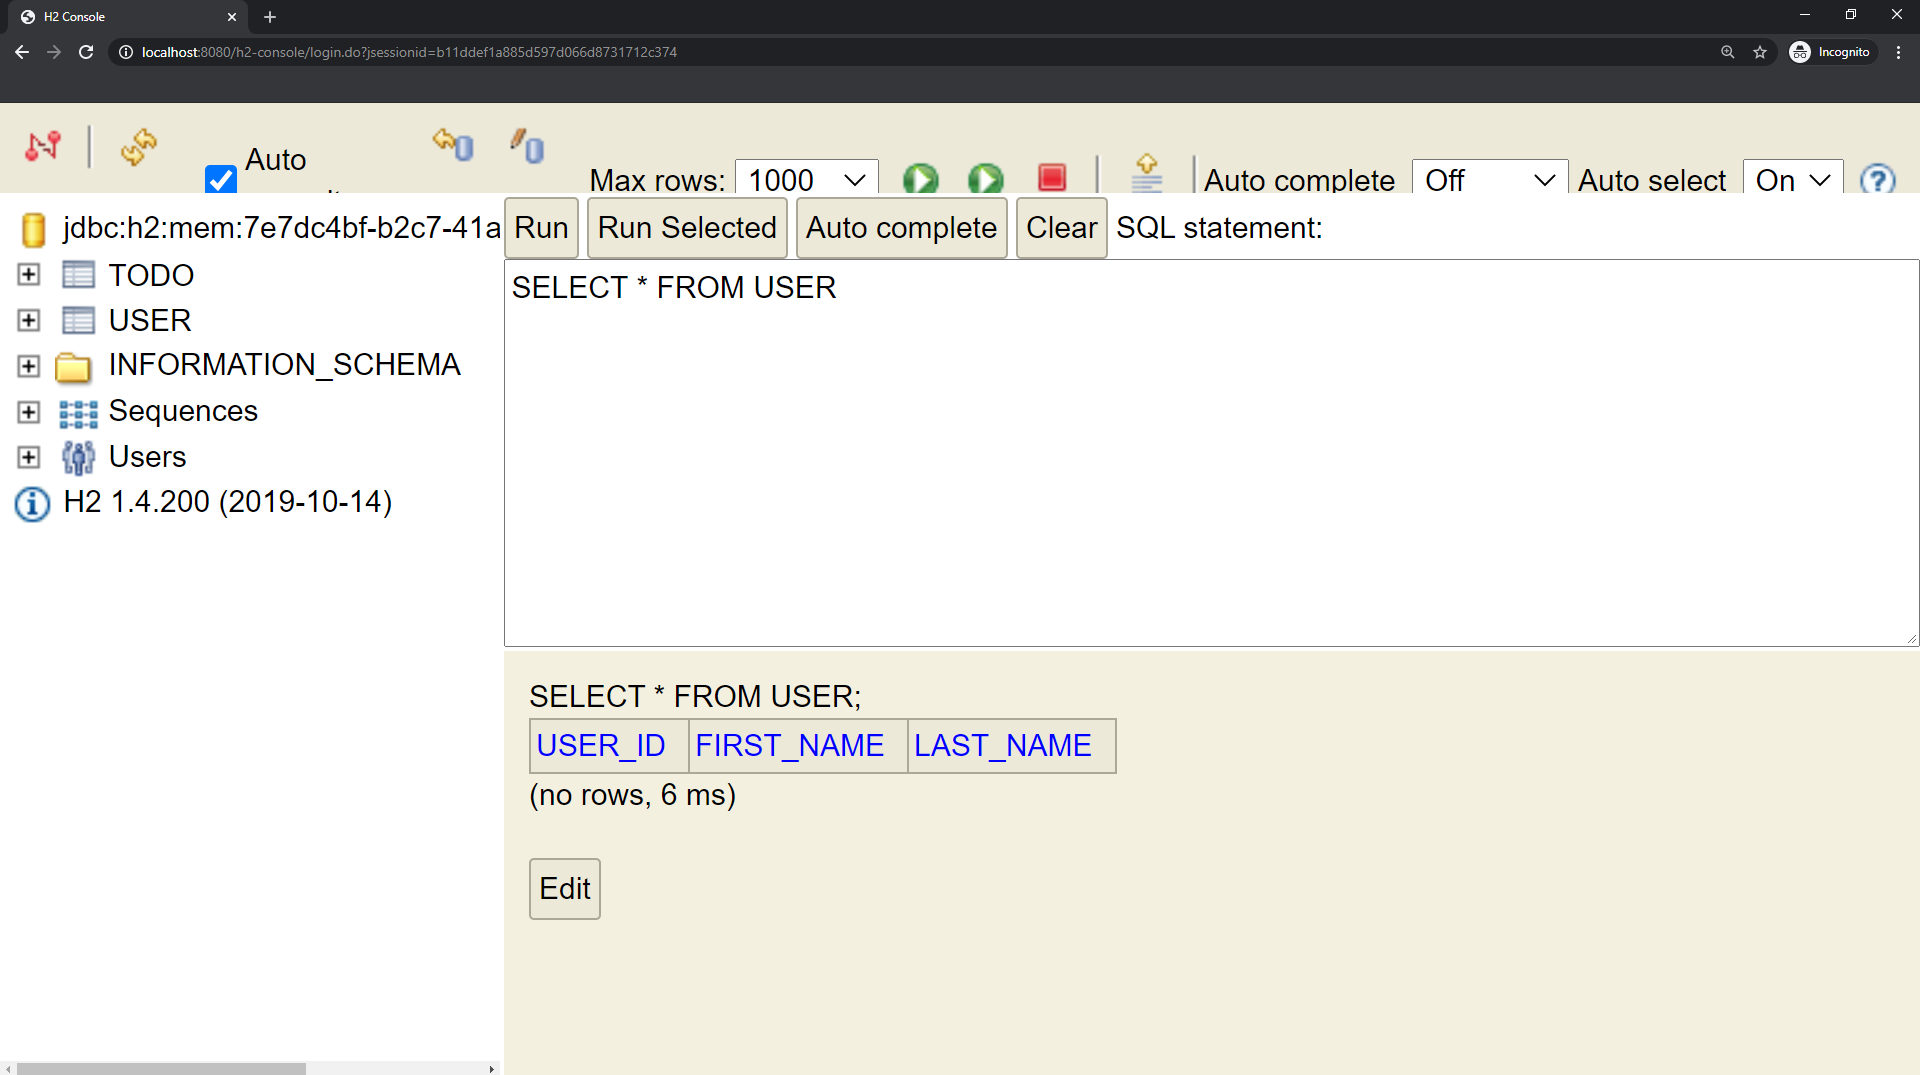 H2 Console
localhost:8080/h2-console/login.do?jsessionid=b11ddef1a885d597d066d8731712c374
Incognito
Auto
Max rows: 1000
Auto complete Off
Auto select On
jdbc:h2:mem:7e7dc4bf-b2c7-41a
TODO
USER
INFORMATION_SCHEMA
Sequences
Users
H2 1.4.200 (2019-10-14)
Run Run Selected Auto complete Clear SQL statement:
SELECT * FROM USER
SELECT * FROM USER;
USER_ID FIRST_NAME LAST_NAME
(no rows, 6 ms)
Edit